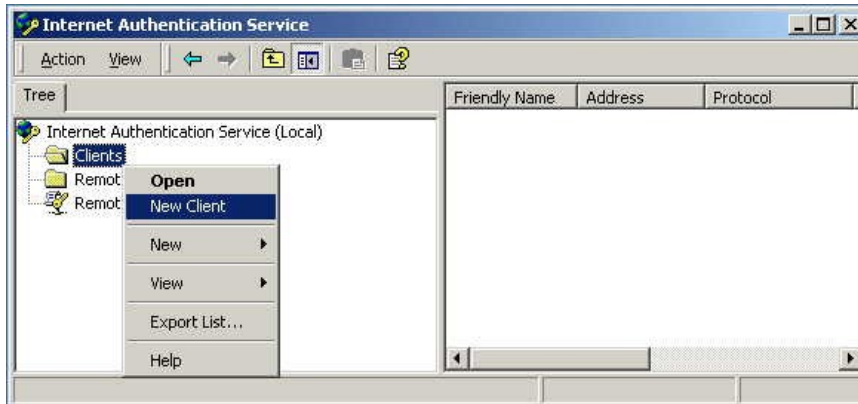 Internet Authentication Service
Action View
Tree
Friendly Name Address Protocol
Internet Authentication Service (Local)
Clients
Remot
Remot
Open
New Client
New
View
Export List...
Help